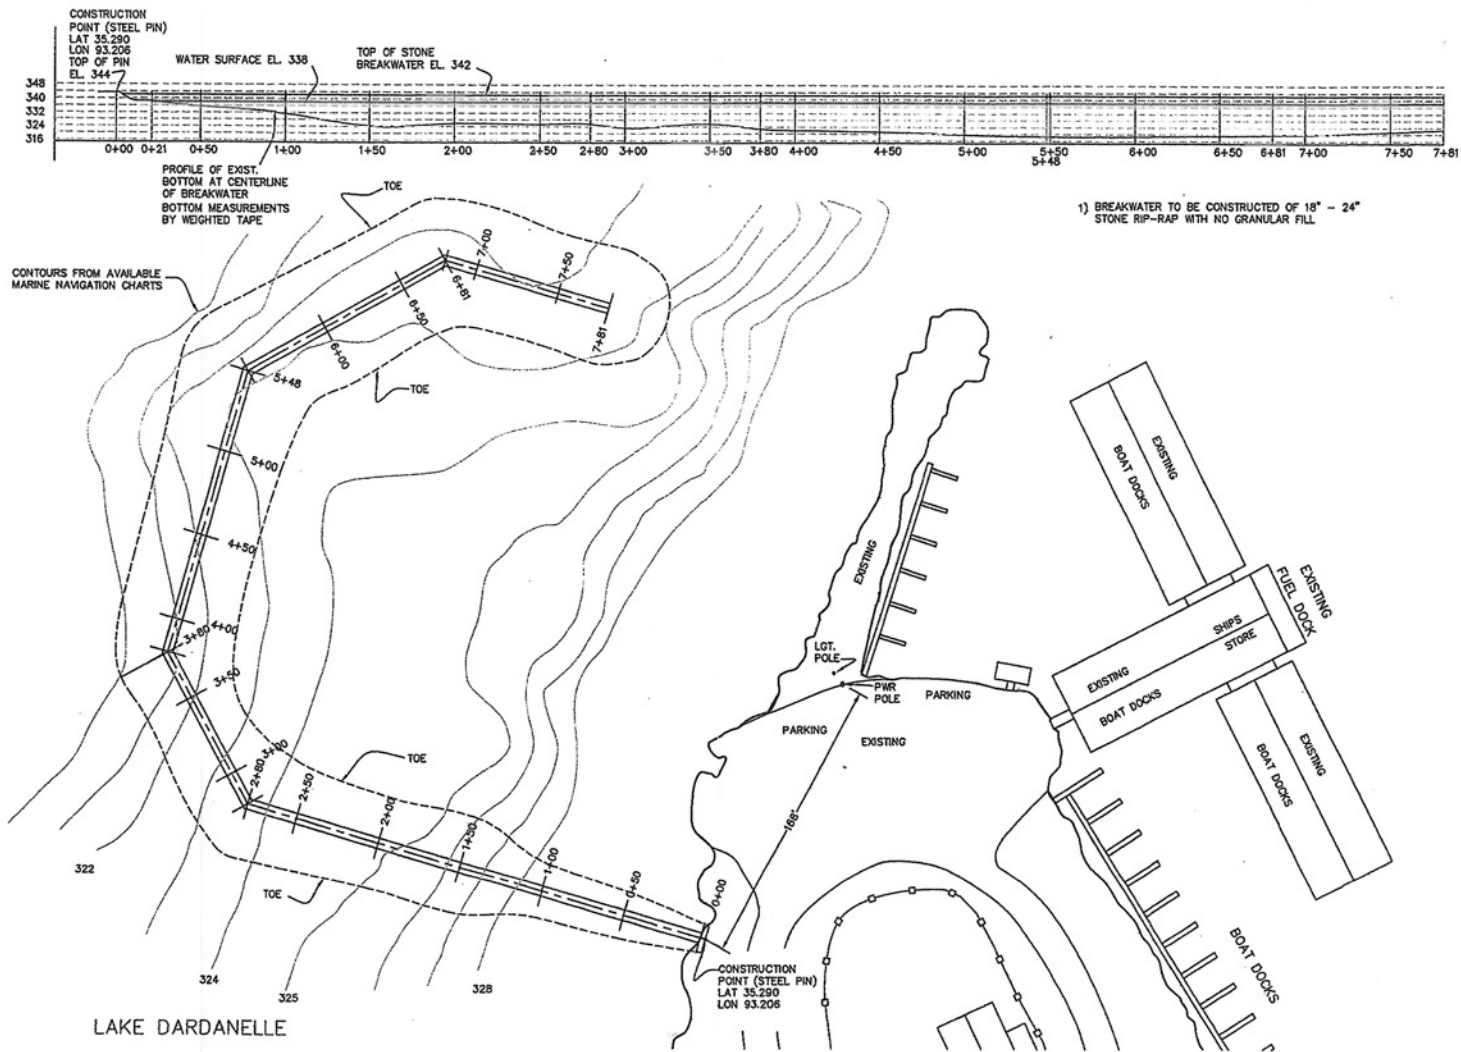 CONSTRUCTION
POINT (STEEL PIN)
LAT 35.290
LON 93.206
TOP OF PIN
EL. 344
WATER SURFACE EL. 338
TOP OF STONE
BREAKWATER EL. 342
348
340
332
324
316
0+00 0+21 0+50 1+00 1+50 2+00 2+50 2+80 3+00 3+50 3+80 4+00 4+50 5+00 5+50 6+00 6+50 6+81 7+00 7+50 7+81
5+48
PROFILE OF EXIST.
BOTTOM AT CENTERLINE
OF BREAKWATER
BOTTOM MEASUREMENTS
BY WEIGHTED TAPE
TOE
1) BREAKWATER TO BE CONSTRUCTED OF 18" - 24"
STONE RIP-RAP WITH NO GRANULAR FILL
CONTOURS FROM AVAILABLE
MARINE NAVIGATION CHARTS
7+00
7+50
6+81
6+50
6+00
7+81
5+48
TOE
5+00
4+50
4+00
3+80
3+50
3+00
2+80
2+50
2+00
1+50
1+00
0+50
0+00
TOE
TOE
322
324
325
328
EXISTING
BOAT DOCKS
EXISTING
EXISTING
FUEL DOCK
SHIPS
STORE
EXISTING
BOAT DOCKS
LGT.
POLE
PWR
POLE
PARKING
PARKING
EXISTING
EXISTING
BOAT DOCKS
168'
BOAT DOCKS
CONSTRUCTION
POINT (STEEL PIN)
LAT 35.290
LON 93.206
LAKE DARDANELLE